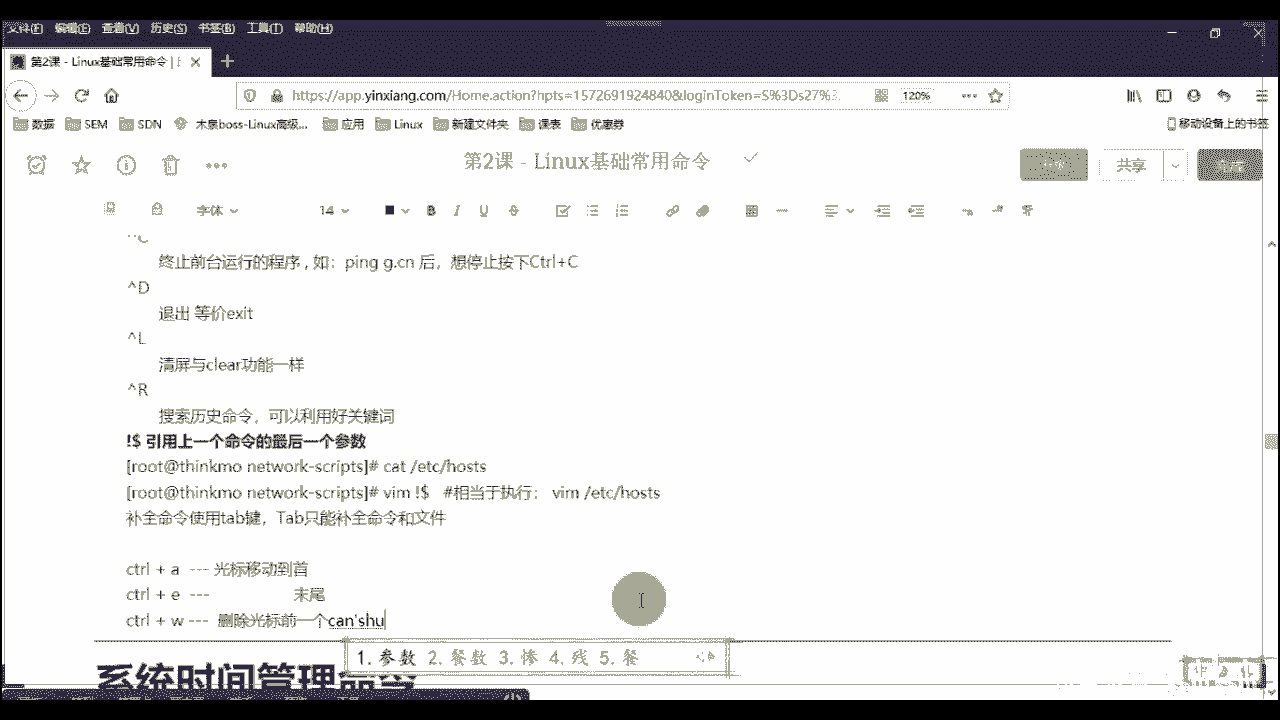 文件(F) 编辑(E) 查看(V) 历史(S) 书签(B) 工具(T) 帮助(H)
第2课 - Linux基础常用命令 |
https://app.yinxiang.com/Home.action?hpts=1572691924840&loginToken=S%3Ds27%3 120%
数据 SEM SDN 木泉boss-Linux高级... 应用 Linux 新建文件夹 课表 优惠券 移动设备上的书签
第2课 - Linux基础常用命令
共享
字体 14 B I U
^C
终止前台运行的程序 , 如：ping g.cn 后，想停止按下Ctrl+C
^D
退出 等价exit
^L
清屏与clear功能一样
^R
搜索历史命令，可以利用好关键词
!$ 引用上一个命令的最后一个参数
[root@thinkmo network-scripts]# cat /etc/hosts
[root@thinkmo network-scripts]# vim !$ #相当于执行： vim /etc/hosts
补全命令使用tab键，Tab只能补全命令和文件
ctrl + a --- 光标移动到首
ctrl + e --- 末尾
ctrl + w --- 删除光标前一个can'shu
1. 参数 2. 餐数 3. 惨 4. 残 5. 餐
系统时间管理命令